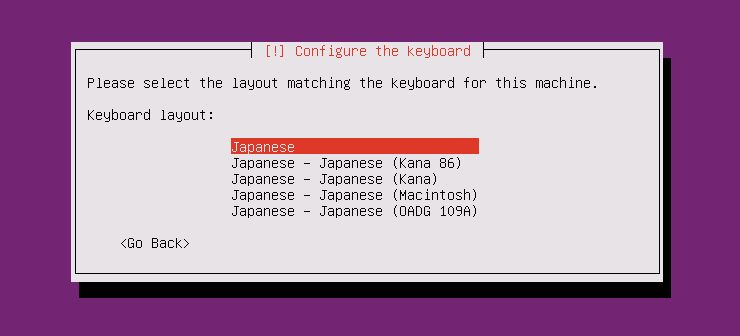 [!] Configure the keyboard
Please select the layout matching the keyboard for this machine.
Keyboard layout:
Japanese
Japanese - Japanese (Kana 86)
Japanese - Japanese (Kana)
Japanese - Japanese (Macintosh)
Japanese - Japanese (OADG 109A)
<Go Back>